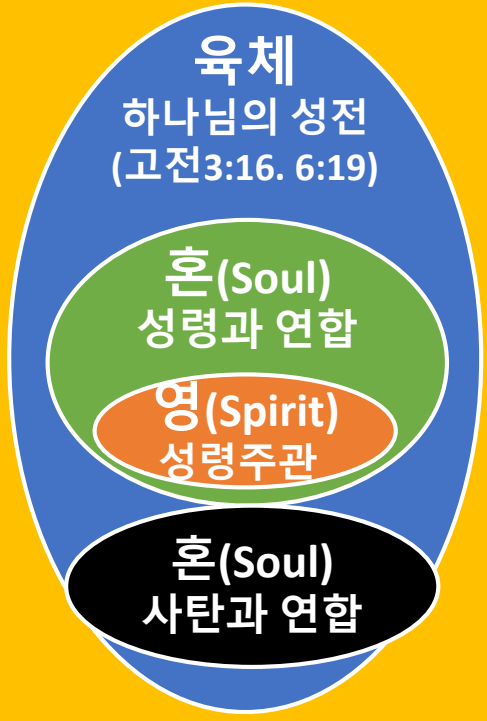 육체
하나님의 성전
(고전3:16. 6:19)
혼(Soul)
성령과 연합
영(Spirit)
성령주관
혼(Soul)
사탄과 연합